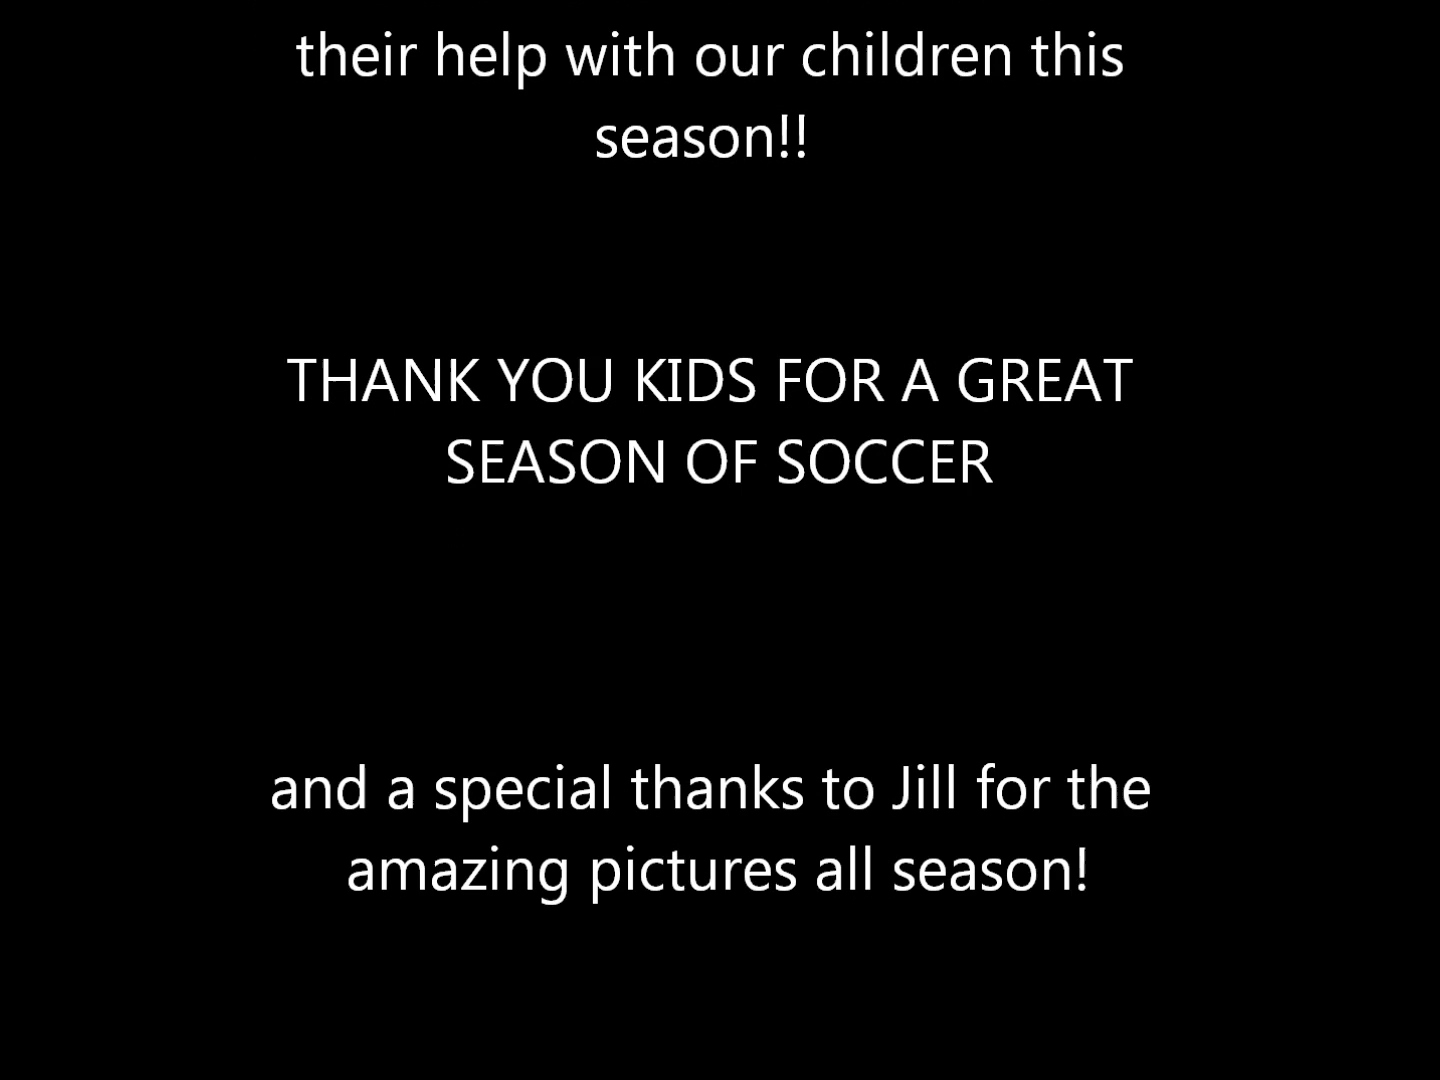 their help with our children this
season!!
THANK YOU KIDS FOR A GREAT
SEASON OF SOCCER
and a special thanks to Jill for the
amazing pictures all season!